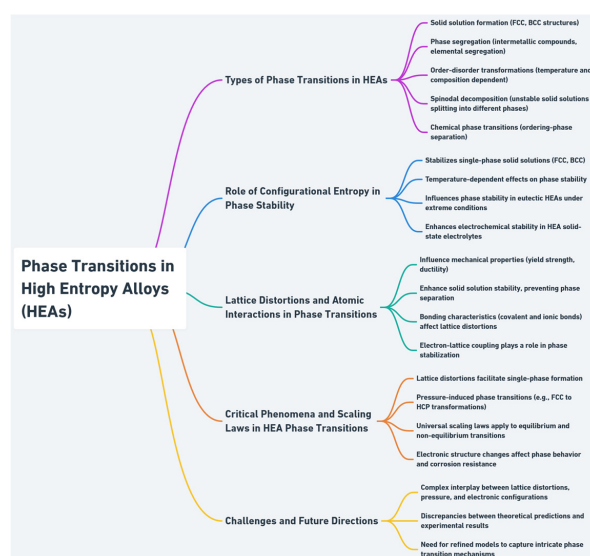 Solid solution formation (FCC, BCC structures)
Phase segregation (intermetallic compounds,
elemental segregation)
Types of Phase Transitions in HEAs
Order-disorder transformations (temperature and
composition dependent)
Spinodal decomposition (unstable solid solutions
splitting into different phases)
Chemical phase transitions (ordering-phase
separation)
Stabilizes single-phase solid solutions (FCC, BCC)
Temperature-dependent effects on phase stability
Role of Configurational Entropy in
Phase Stability
Influences phase stability in eutectic HEAs under
extreme conditions
Enhances electrochemical stability in HEA solid-
state electrolytes
Phase Transitions in
High Entropy Alloys
(HEAs)
Influence mechanical properties (yield strength,
ductility)
Enhance solid solution stability, preventing phase
separation
Lattice Distortions and Atomic
Interactions in Phase Transitions
Bonding characteristics (covalent and ionic bonds)
affect lattice distortions
Electron-lattice coupling plays a role in phase
stabilization
Lattice distortions facilitate single-phase formation
Pressure-induced phase transitions (e.g., FCC to
HCP transformations)
Critical Phenomena and Scaling
Laws in HEA Phase Transitions
Universal scaling laws apply to equilibrium and
non-equilibrium transitions
Electronic structure changes affect phase behavior
and corrosion resistance
Complex interplay between lattice distortions,
pressure, and electronic configurations
Challenges and Future Directions
Discrepancies between theoretical predictions and
experimental results
Need for refined models to capture intricate phase
transition mechanisms